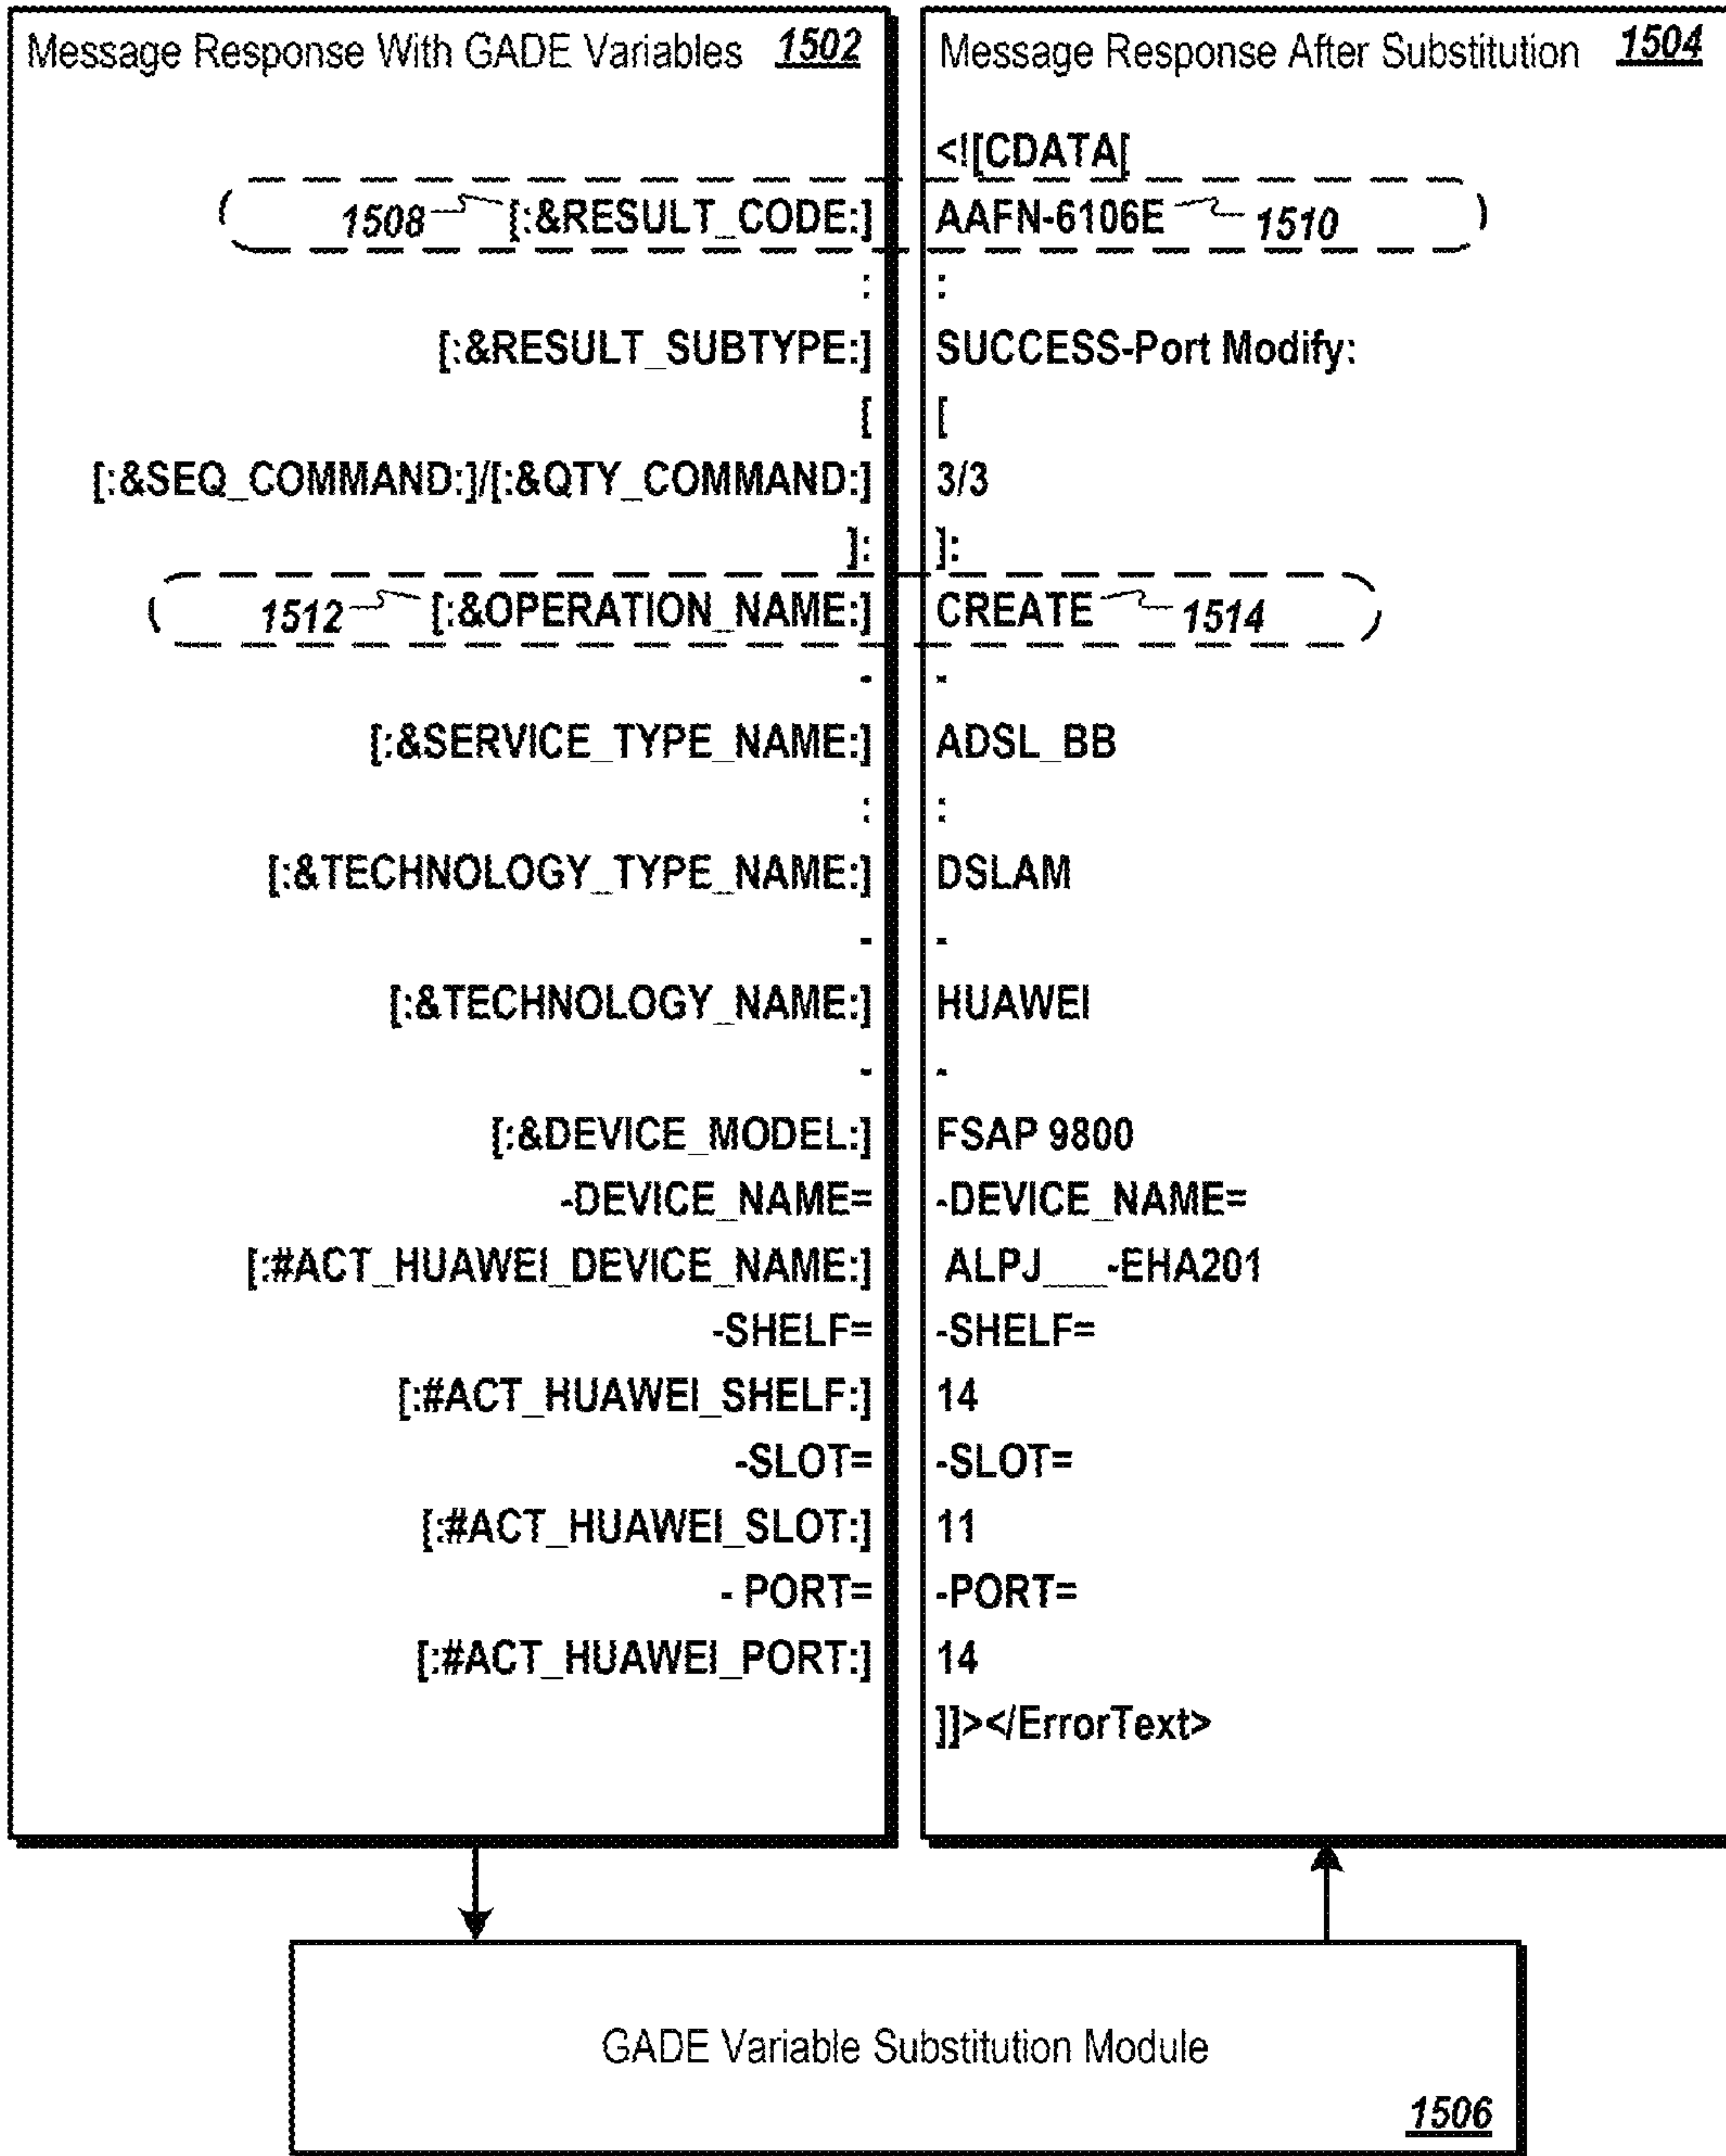 Message Response With GADE Variables 1502
1508 [:&RESULT_CODE:]
:
[:&RESULT_SUBTYPE:]
[
[:&SEQ_COMMAND:]/[:&QTY_COMMAND:]
]:
1512 [:&OPERATION_NAME:]
-
[:&SERVICE_TYPE_NAME:]
:
[:&TECHNOLOGY_TYPE_NAME:]
-
[:&TECHNOLOGY_NAME:]
-
[:&DEVICE_MODEL:]
-DEVICE_NAME=
[:#ACT_HUAWEI_DEVICE_NAME:]
-SHELF=
[:#ACT_HUAWEI_SHELF:]
-SLOT=
[:#ACT_HUAWEI_SLOT:]
- PORT=
[:#ACT_HUAWEI_PORT:]
Message Response After Substitution 1504
<![CDATA[
AAFN-6106E 1510
:
SUCCESS-Port Modify:
[
3/3
]:
CREATE 1514
-
ADSL_BB
:
DSLAM
-
HUAWEI
-
FSAP 9800
-DEVICE_NAME=
ALPJ___-EHA201
-SHELF=
14
-SLOT=
11
-PORT=
14
]]></ErrorText>
GADE Variable Substitution Module
1506